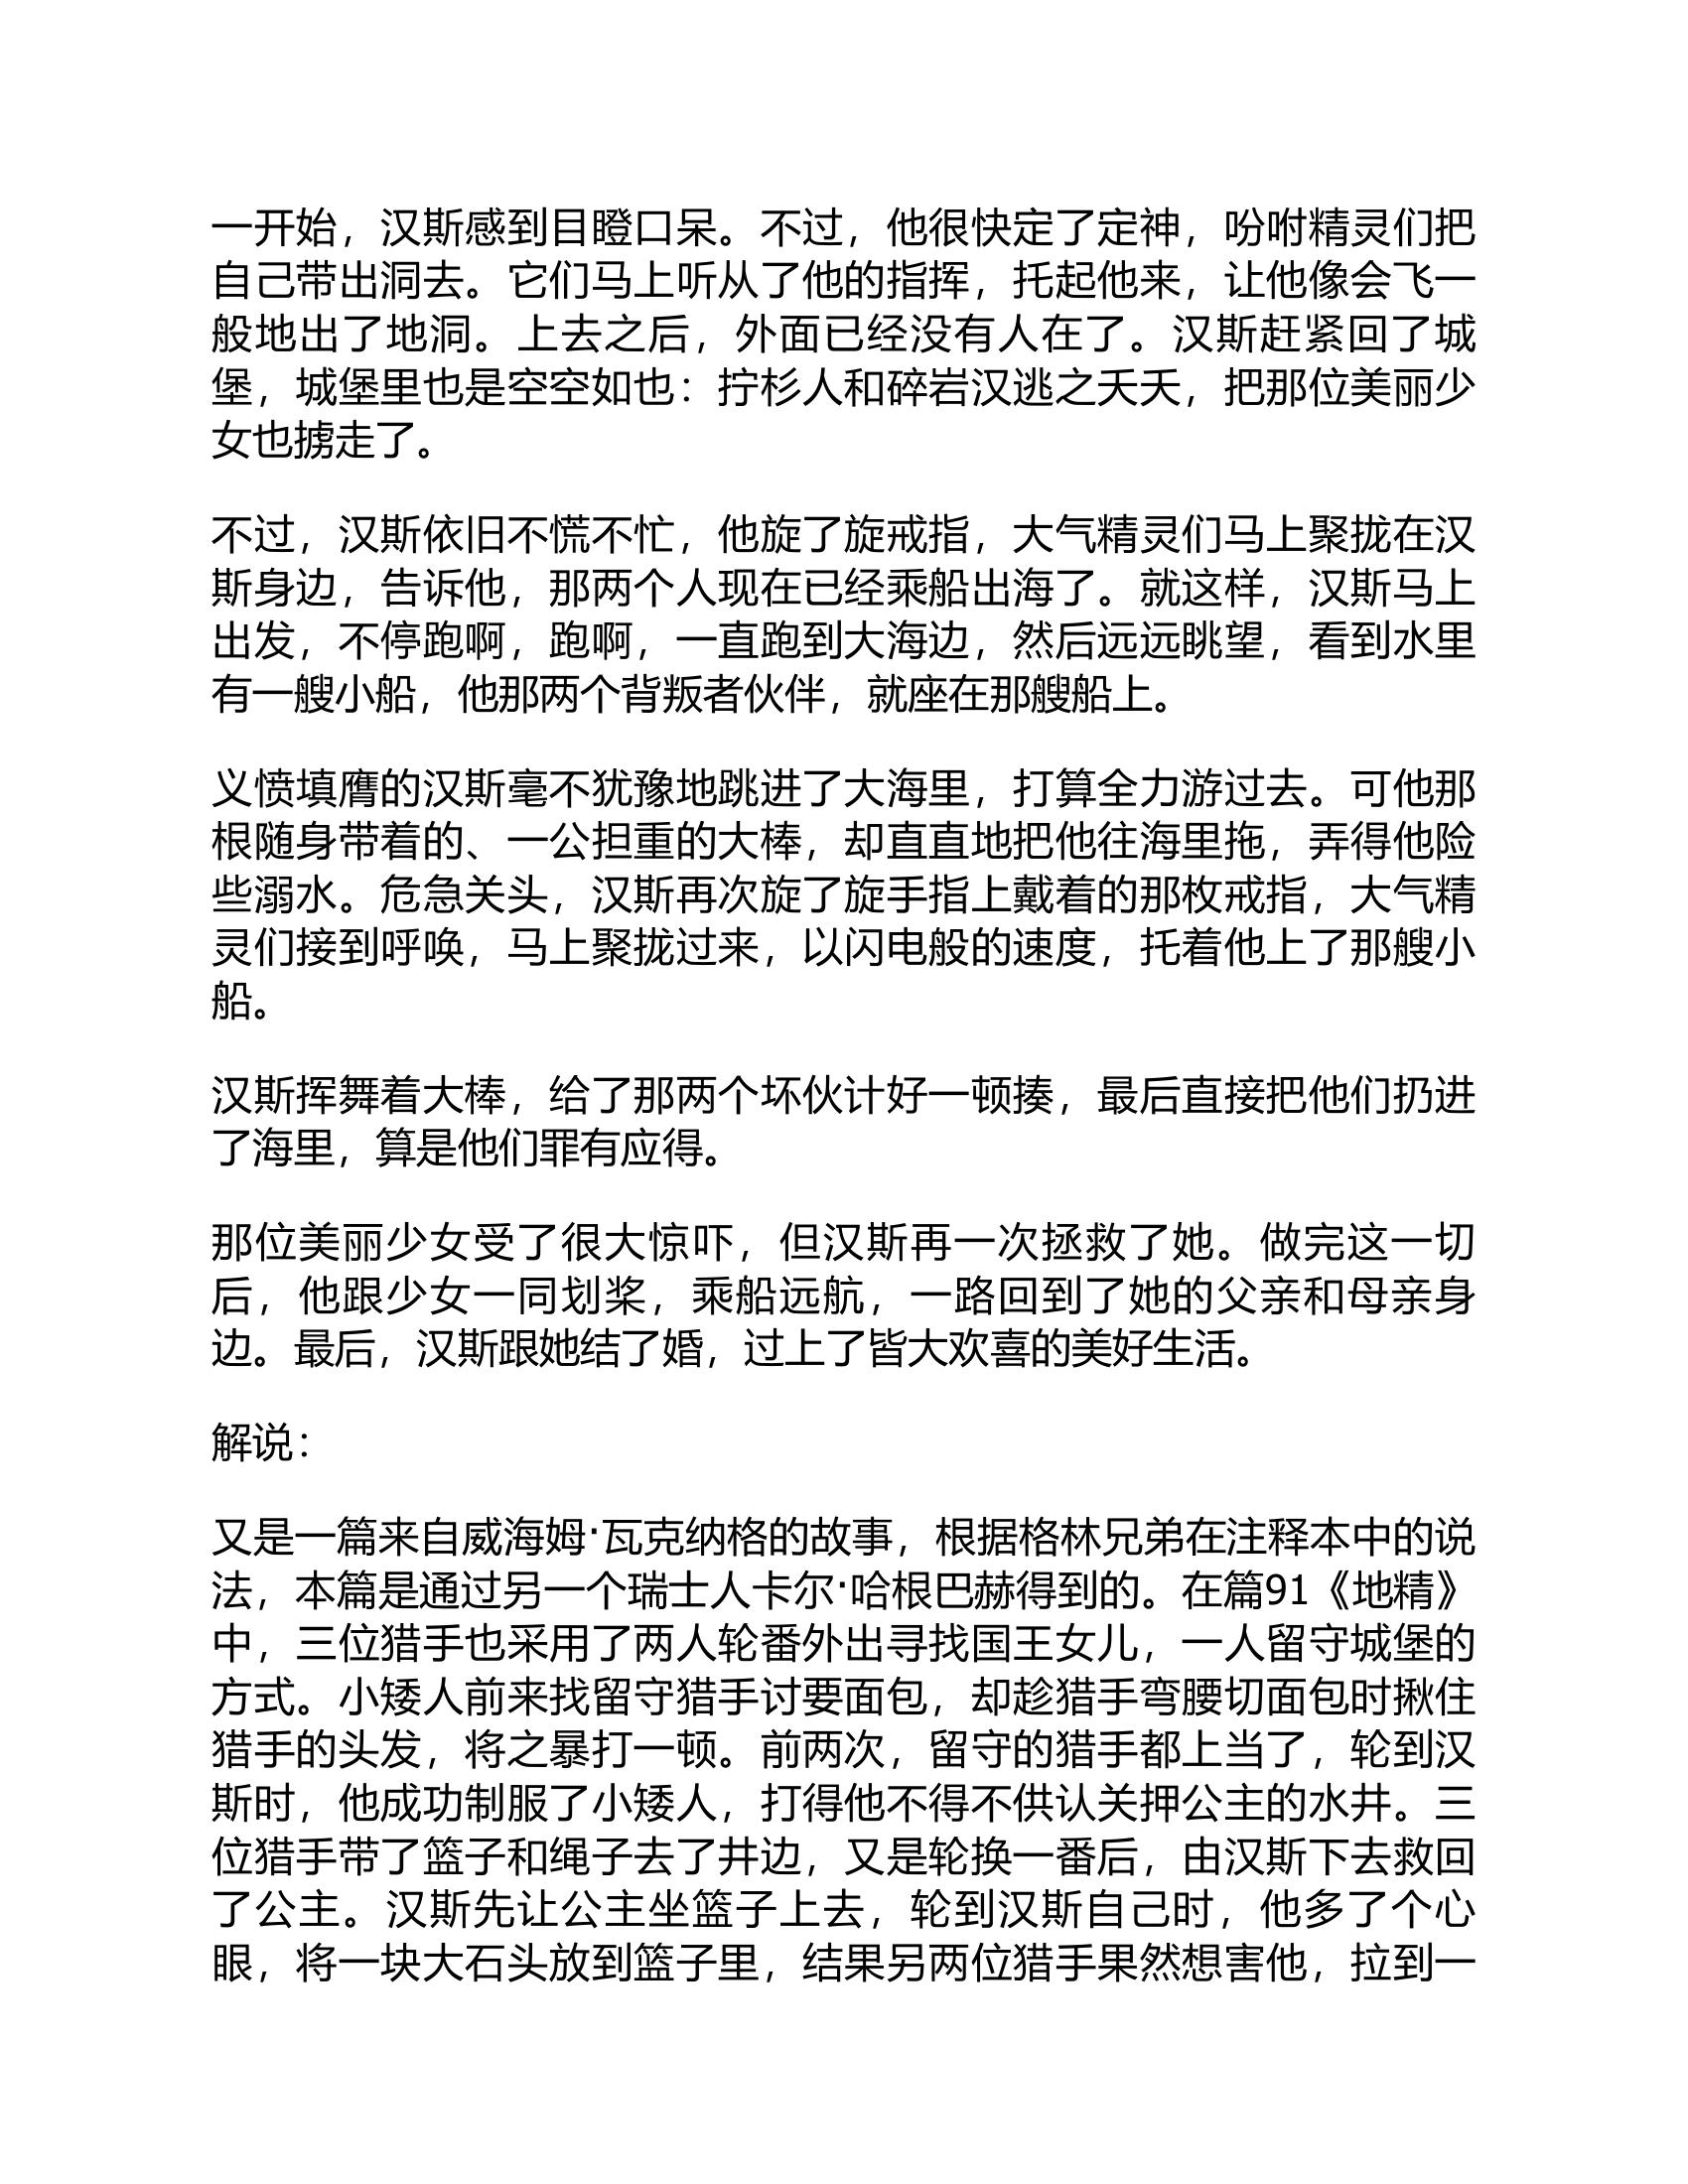 一开始，汉斯感到目瞪口呆。不过，他很快定了定神，吩咐精灵们把
自己带出洞去。它们马上听从了他的指挥，托起他来，让他像会飞一
般地出了地洞。上去之后，外面已经没有人在了。汉斯赶紧回了城
堡，城堡里也是空空如也：拧杉人和碎岩汉逃之夭夭，把那位美丽少
女也掳走了。
不过，汉斯依旧不慌不忙，他旋了旋戒指，大气精灵们马上聚拢在汉
斯身边，告诉他，那两个人现在已经乘船出海了。就这样，汉斯马上
出发，不停跑啊，跑啊，一直跑到大海边，然后远远眺望，看到水里
有一艘小船，他那两个背叛者伙伴，就座在那艘船上。
义愤填膺的汉斯毫不犹豫地跳进了大海里，打算全力游过去。可他那
根随身带着的、一公担重的大棒，却直直地把他往海里拖，弄得他险
些溺水。危急关头，汉斯再次旋了旋手指上戴着的那枚戒指，大气精
灵们接到呼唤，马上聚拢过来，以闪电般的速度，托着他上了那艘小
船。
汉斯挥舞着大棒，给了那两个坏伙计好一顿揍，最后直接把他们扔进
了海里，算是他们罪有应得。
那位美丽少女受了很大惊吓，但汉斯再一次拯救了她。做完这一切
后，他跟少女一同划桨，乘船远航，一路回到了她的父亲和母亲身
边。最后，汉斯跟她结了婚，过上了皆大欢喜的美好生活。
解说：
又是一篇来自威海姆·瓦克纳格的故事，根据格林兄弟在注释本中的说
法，本篇是通过另一个瑞士人卡尔·哈根巴赫得到的。在篇91《地精》
中，三位猎手也采用了两人轮番外出寻找国王女儿，一人留守城堡的
方式。小矮人前来找留守猎手讨要面包，却趁猎手弯腰切面包时揪住
猎手的头发，将之暴打一顿。前两次，留守的猎手都上当了，轮到汉
斯时，他成功制服了小矮人，打得他不得不供认关押公主的水井。三
位猎手带了篮子和绳子去了井边，又是轮换一番后，由汉斯下去救回
了公主。汉斯先让公主坐篮子上去，轮到汉斯自己时，他多了个心
眼，将一块大石头放到篮子里，结果另两位猎手果然想害他，拉到一